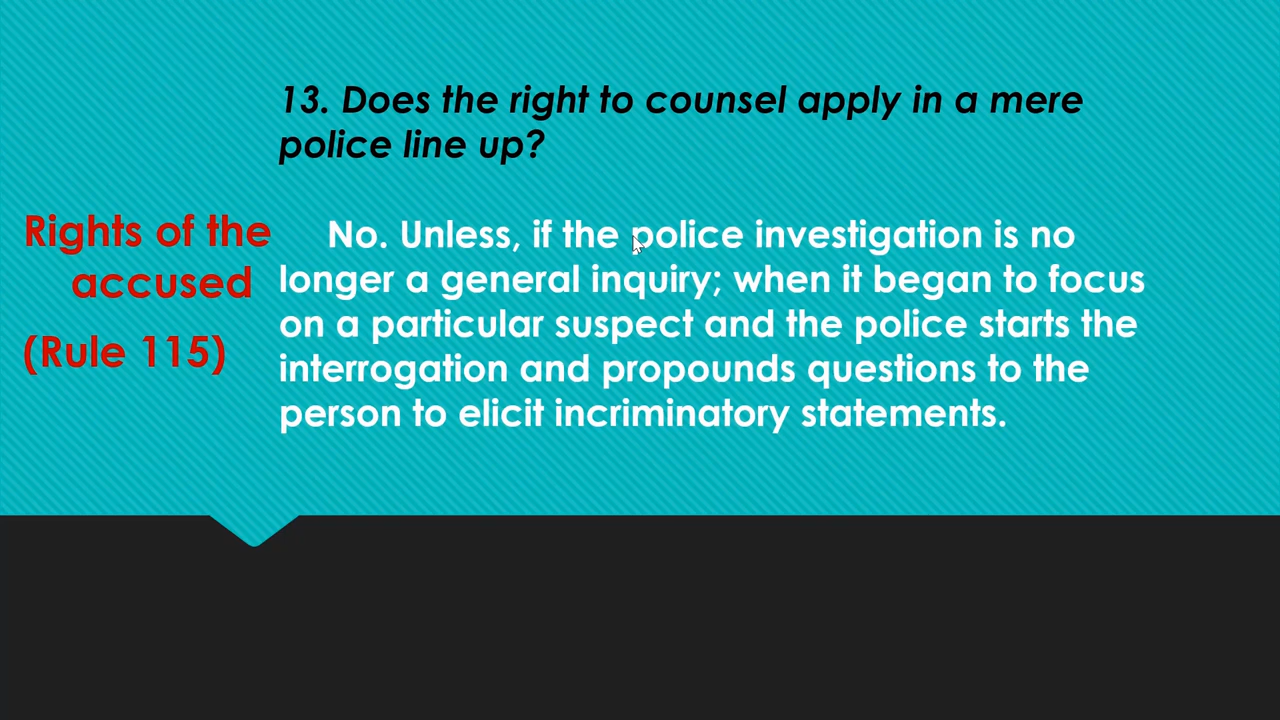 13. Does the right to counsel apply in a mere
police line up?
Rights of the
accused
(Rule 115)
No. Unless, if the police investigation is no
longer a general inquiry; when it began to focus
on a particular suspect and the police starts the
interrogation and propounds questions to the
person to elicit incriminatory statements.